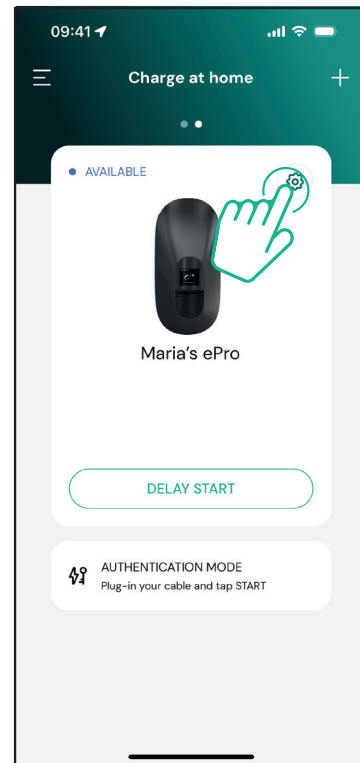 09:41
Charge at home
AVAILABLE
Maria's ePro
DELAY START
AUTHENTICATION MODE
Plug-in your cable and tap START